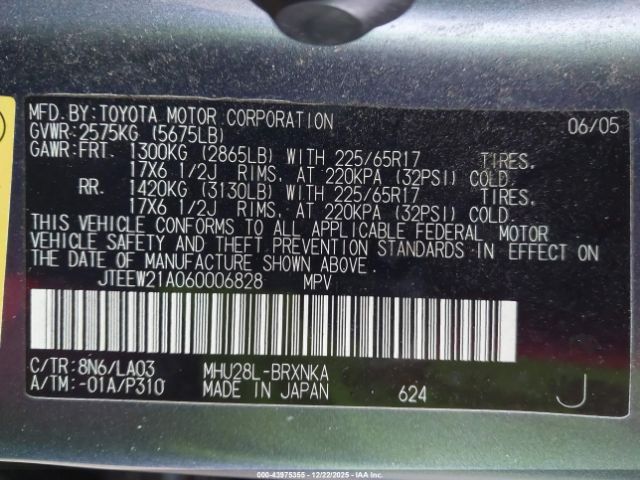 MFD.BY:TOYOTA MOTOR CORPORATION 06/05
GVWR:2575KG (5675LB)
GAWR:FRT. 1300KG (2865LB) WITH 225/65R17 TIRES.
17X6 1/2J RIMS. AT 220KPA (32PSI) COLD
RR. 1420KG (3130LB) WITH 225/65R17 TIRES.
17X6 1/2J RIMS. AT 220KPA (32PSI) COLD
THIS VEHICLE CONFORMS TO ALL APPLICABLE FEDERAL MOTOR
VEHICLE SAFETY AND THEFT PREVENTION STANDARDS IN EFFECT ON
THE DATE OF MANUFACTURE SHOWN ABOVE.
JTEEW21A060006828 MPV
C/TR:8N6/LA03 MHU28L-BRXNKA
A/TM:-01A/P310 MADE IN JAPAN 624 J
000-43975355 | 12/22/2025 - IAAI.COM